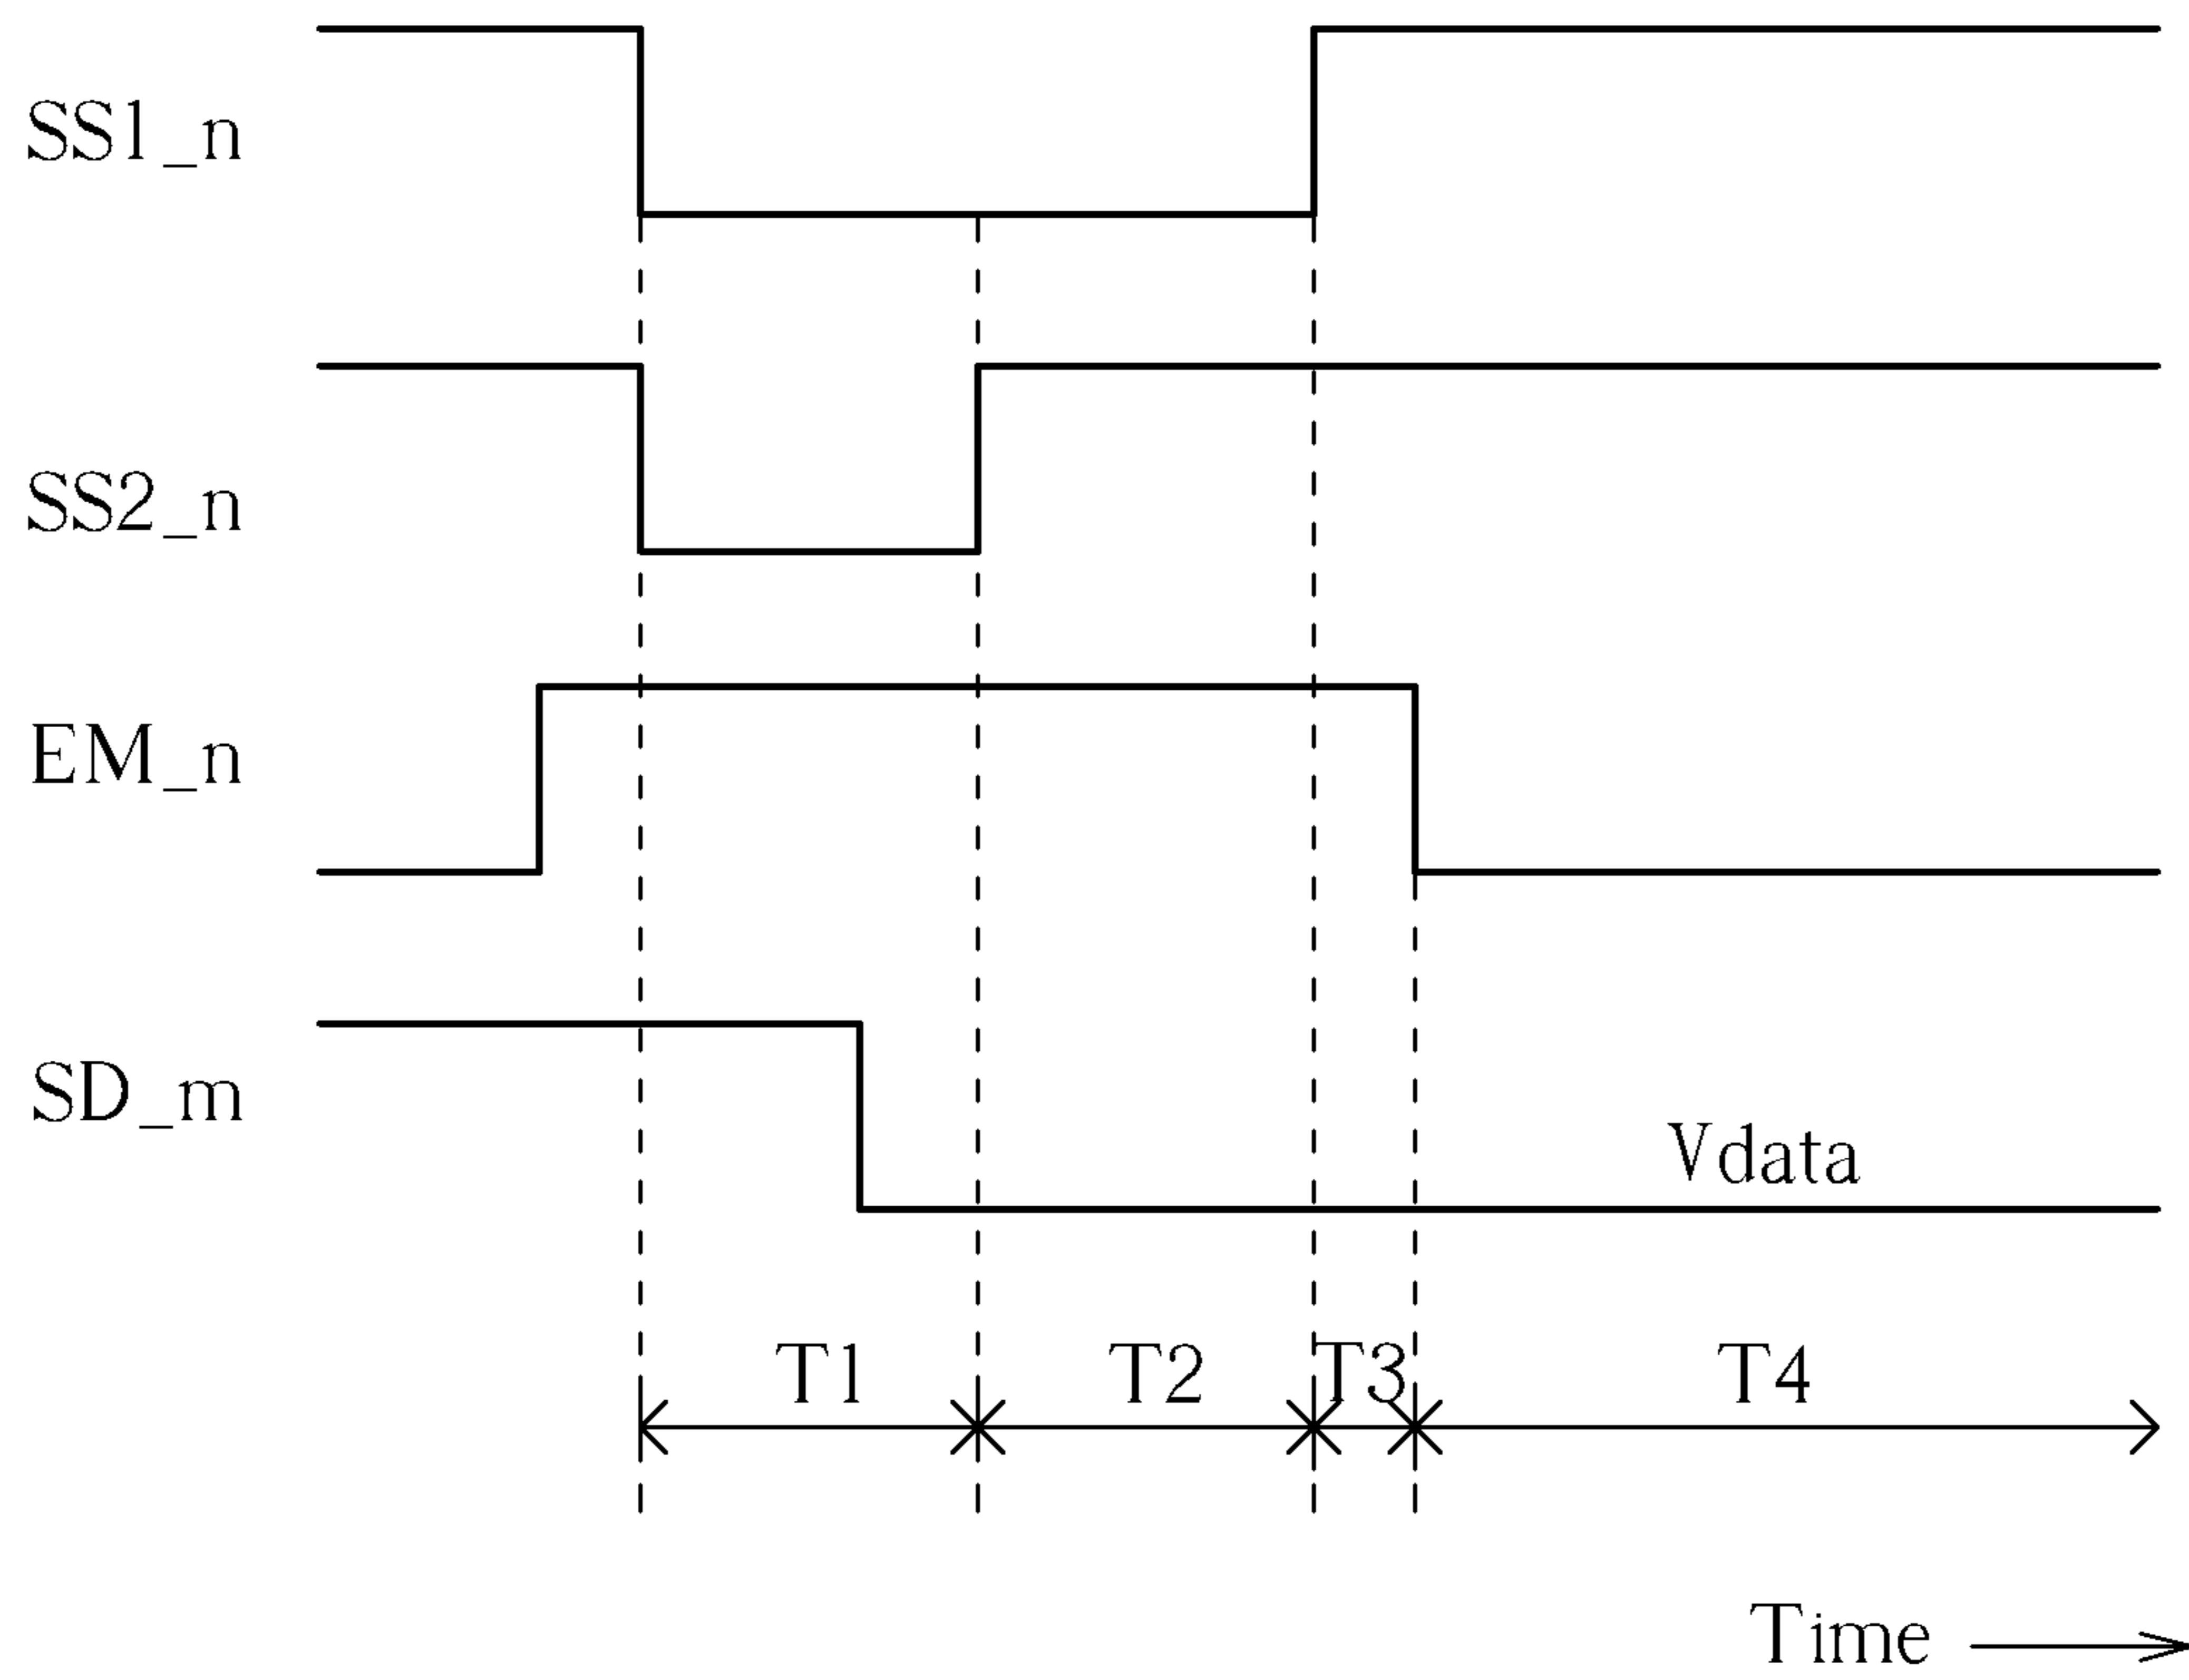 SS1_n
SS2_n
EM_n
SD_m
Vdata
T1 T2 T3 T4
Time